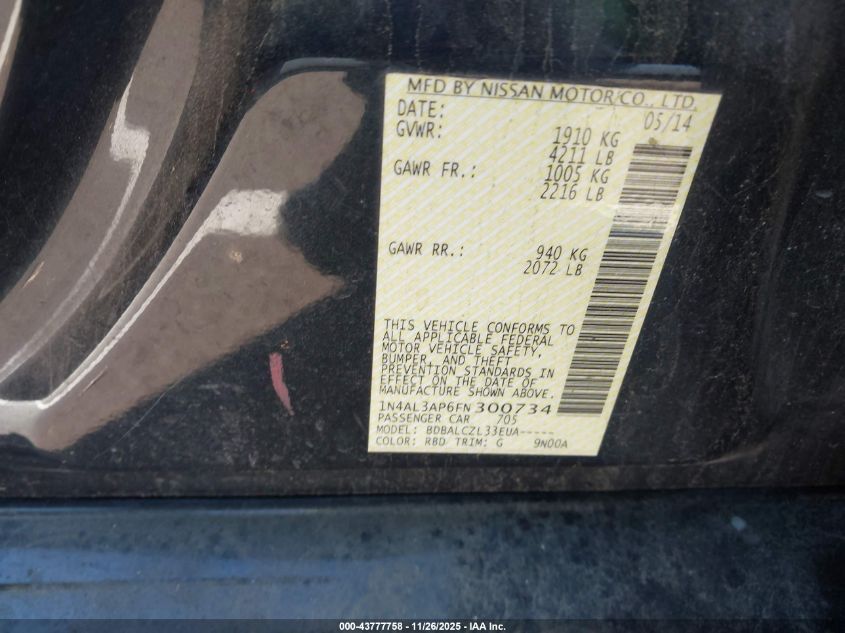 MFD BY NISSAN MOTOR CO., LTD.
DATE: 05/14
GVWR: 1910 KG
4211 LB
GAWR FR.: 1005 KG
2216 LB
GAWR RR.: 940 KG
2072 LB
THIS VEHICLE CONFORMS TO
ALL APPLICABLE FEDERAL
MOTOR VEHICLE SAFETY,
BUMPER, AND THEFT
PREVENTION STANDARDS IN
EFFECT ON THE DATE OF
MANUFACTURE SHOWN ABOVE.
1N4AL3AP6FN300734
PASSENGER CAR 705
MODEL: BDBALCZL33EUA-----
COLOR: RBD TRIM: G 9N00A
000-43777758 - 11/26/2025 - IAA Inc.